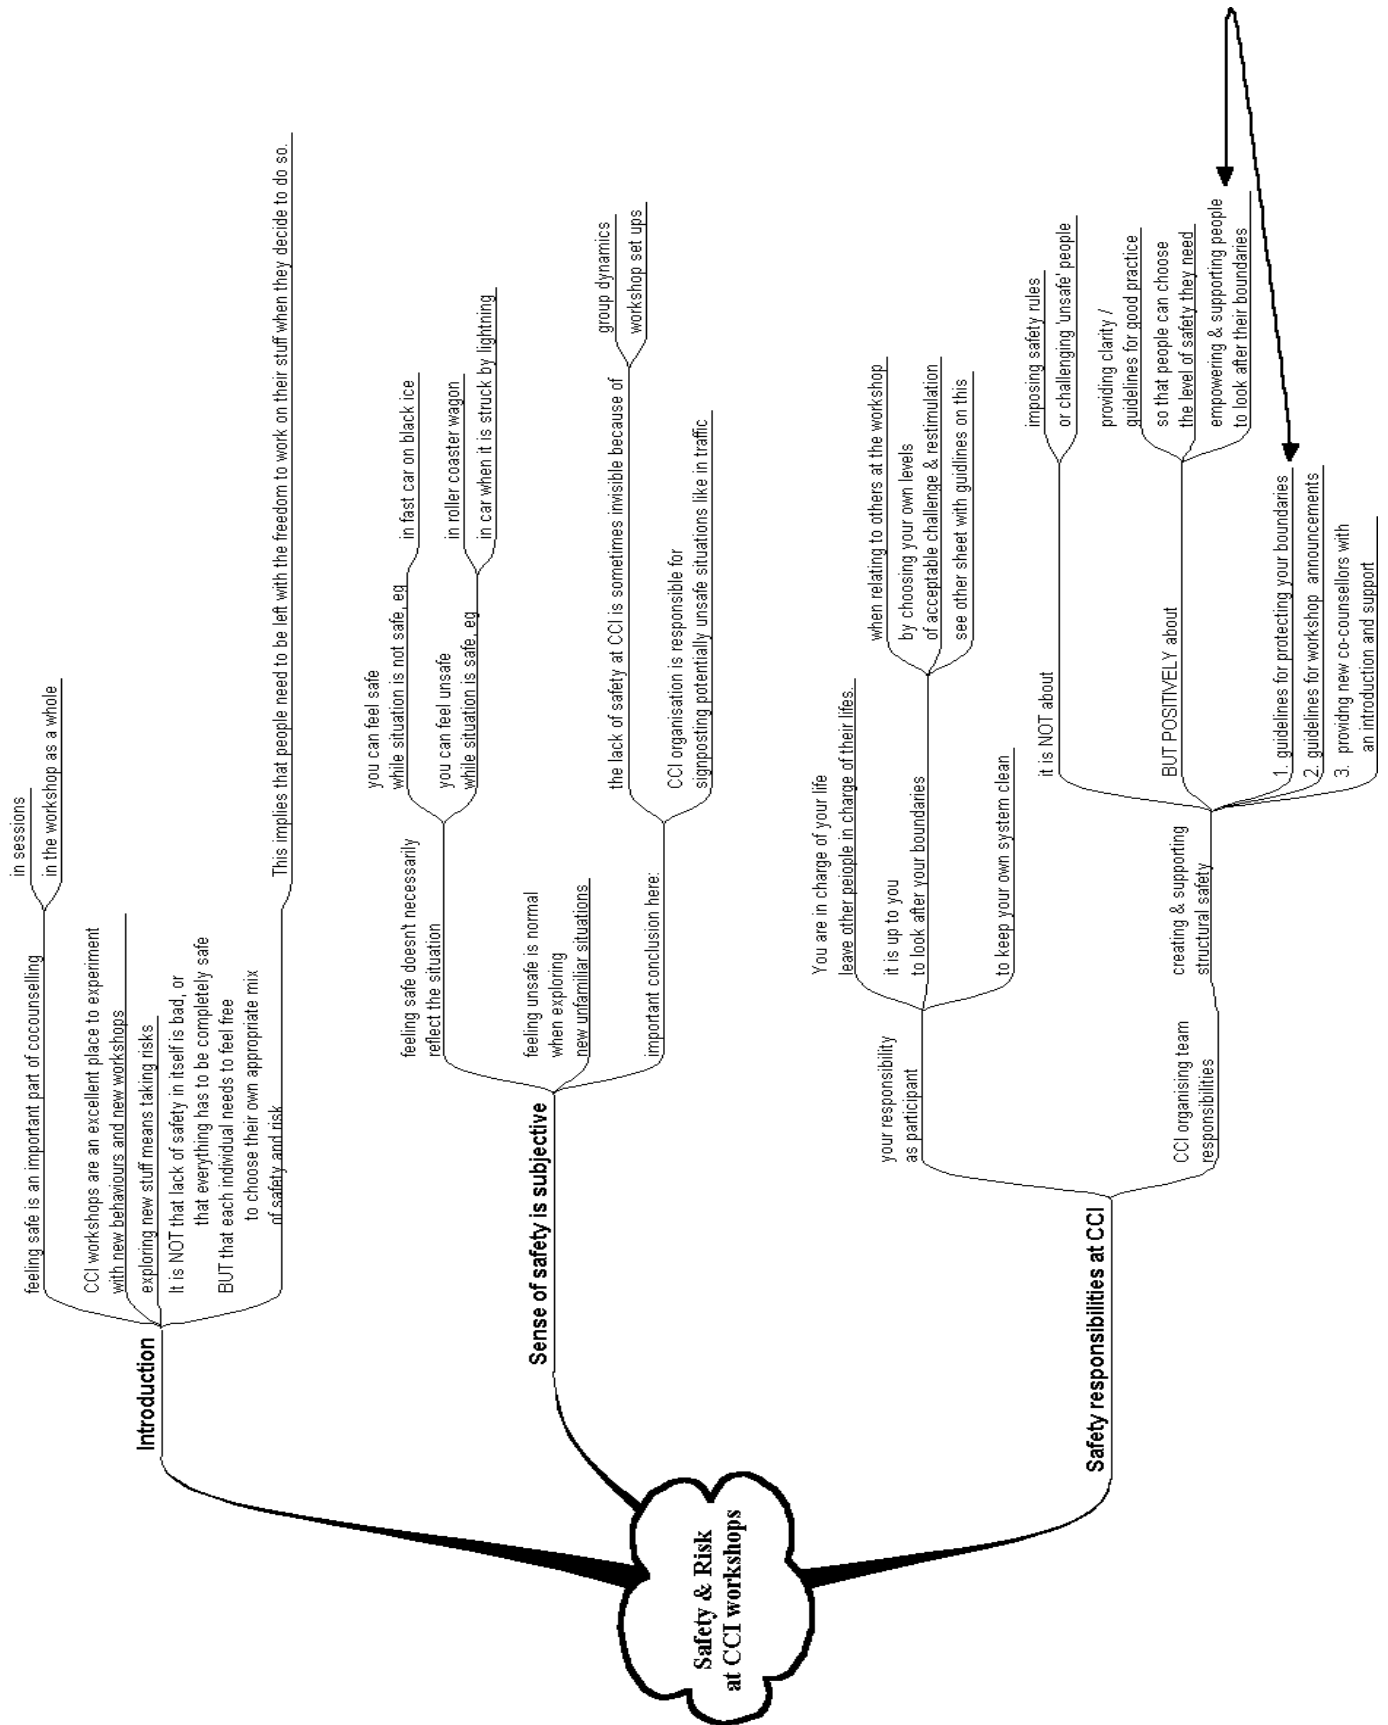 Safety & Risk
at CCI workshops
Introduction
feeling safe is an important part of cocounselling
in sessions
in the workshop as a whole
CCI workshops are an excellent place to experiment
with new behaviours and new workshops
exploring new stuff means taking risks
It is NOT that lack of safety in itself is bad, or
that everything has to be completely safe
BUT that each individual needs to feel free
to choose their own appropriate mix
of safety and risk
This implies that people need to be left with the freedom to work on their stuff when they decide to do so.
Sense of safety is subjective
feeling safe doesn't necessarily
reflect the situation
you can feel safe
while situation is not safe, eg
in fast car on black ice
you can feel unsafe
while situation is safe, eg
in roller coaster wagon
in car when it is struck by lightning
feeling unsafe is normal
when exploring
new unfamiliar situations
important conclusion here:
the lack of safety at CCI is sometimes invisible because of
group dynamics
workshop set ups
CCI organisation is responsible for
signposting potentially unsafe situations like in traffic
Safety responsibilities at CCI
your responsibility
as participant
You are in charge of your life
leave other peiople in charge of their lifes.
it is up to you
to look after your boundaries
when relating to others at the workshop
by choosing your own levels
of acceptable challenge & restimulation
see other sheet with guidlines on this
to keep your own system clean
CCI organising team
responsibilities
creating & supporting
structural safety
it is NOT about
imposing safety rules
or challenging 'unsafe' people
BUT POSITIVELY about
providing clarity /
guidelines for good practice
so that people can choose
the level of safety they need
empowering & supporting people
to look after their boundaries
1. guidelines for protecting your boundaries
2. guidelines for workshop announcements
3. providng new co-counsellors with
an introduction and support